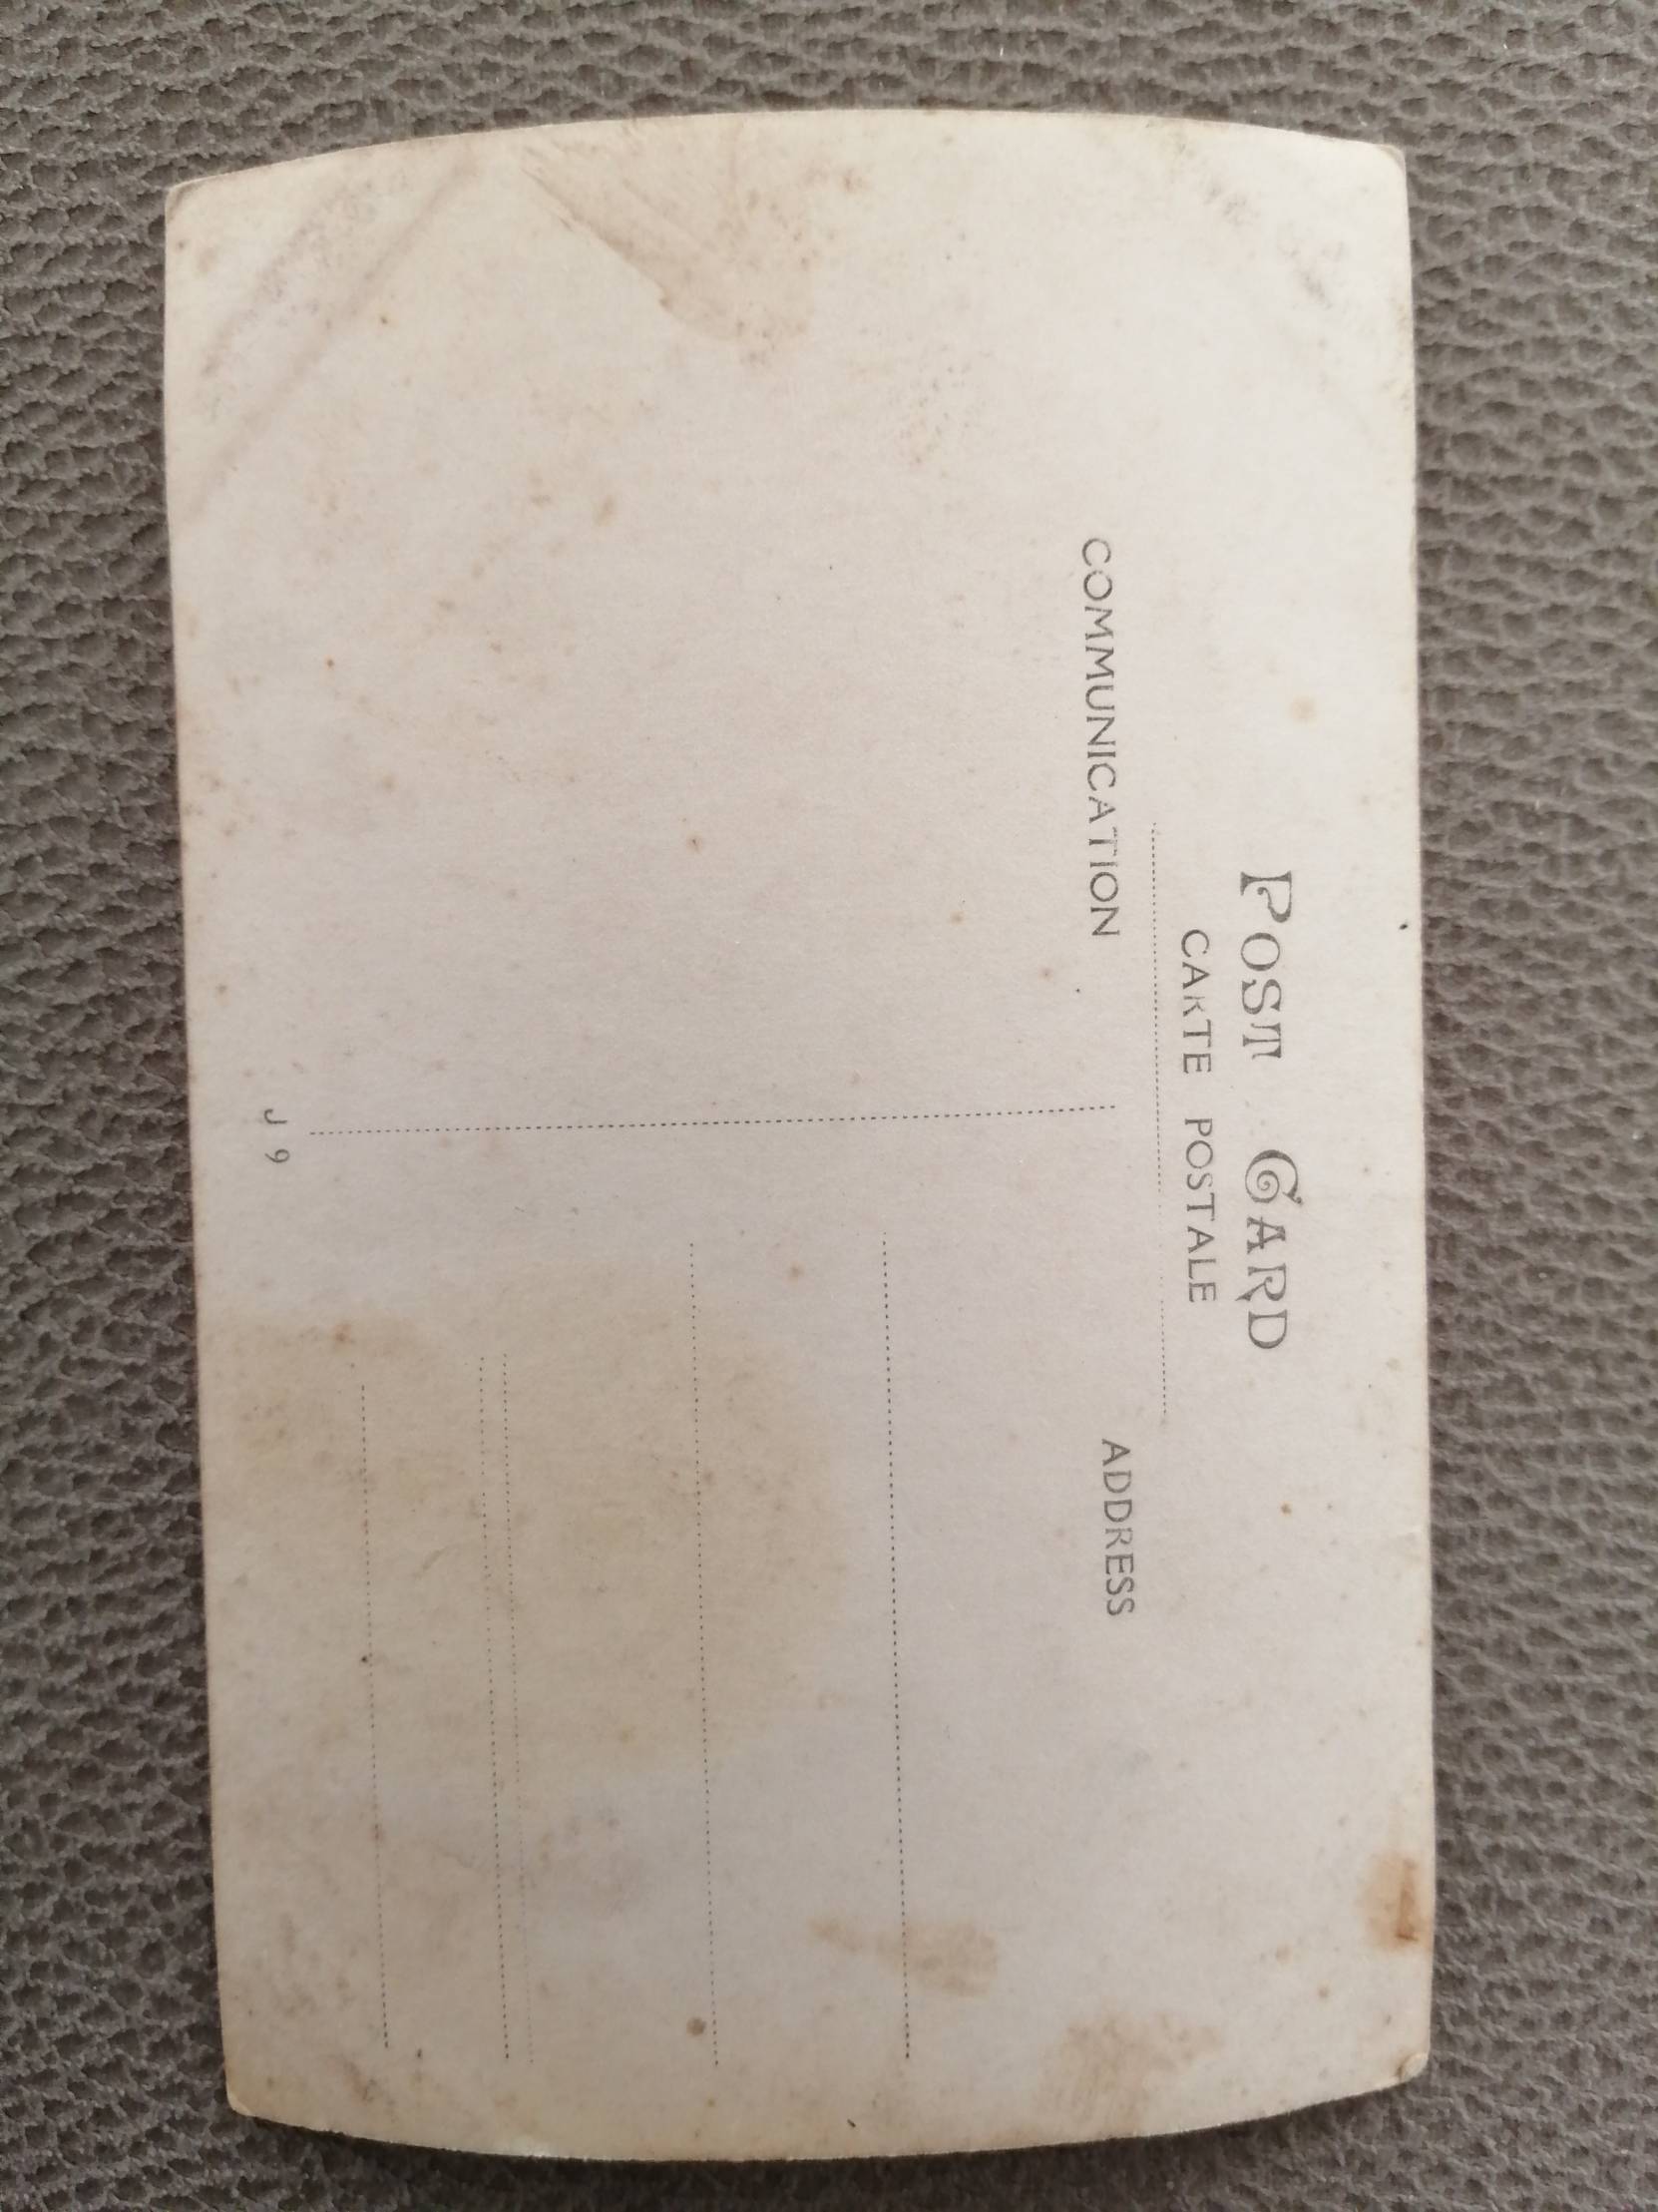 POST CARD
CARTE POSTALE
COMMUNICATION
ADDRESS
J 9